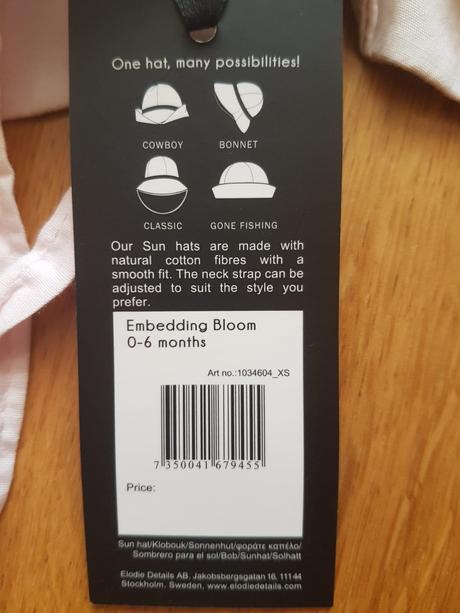 One hat, many possibilities!
COWBOY BONNET
CLASSIC GONE FISHING
Our Sun hats are made with
natural cotton fibres with a
smooth fit. The neck strap can be
adjusted to suit the style you
prefer.
Embedding Bloom
0-6 months
Art no.:1034604_XS
7 350041 679455
Price:
Sun hat/Klobouk/Sonnenhut/φοράτε καπέλο/
Sombrero para el sol/Bob/Sunhat/Solhatt
Elodie Details AB, Jakobsbergsgatan 16, 111 44
Stockholm, Sweden, www.elodiedetails.com